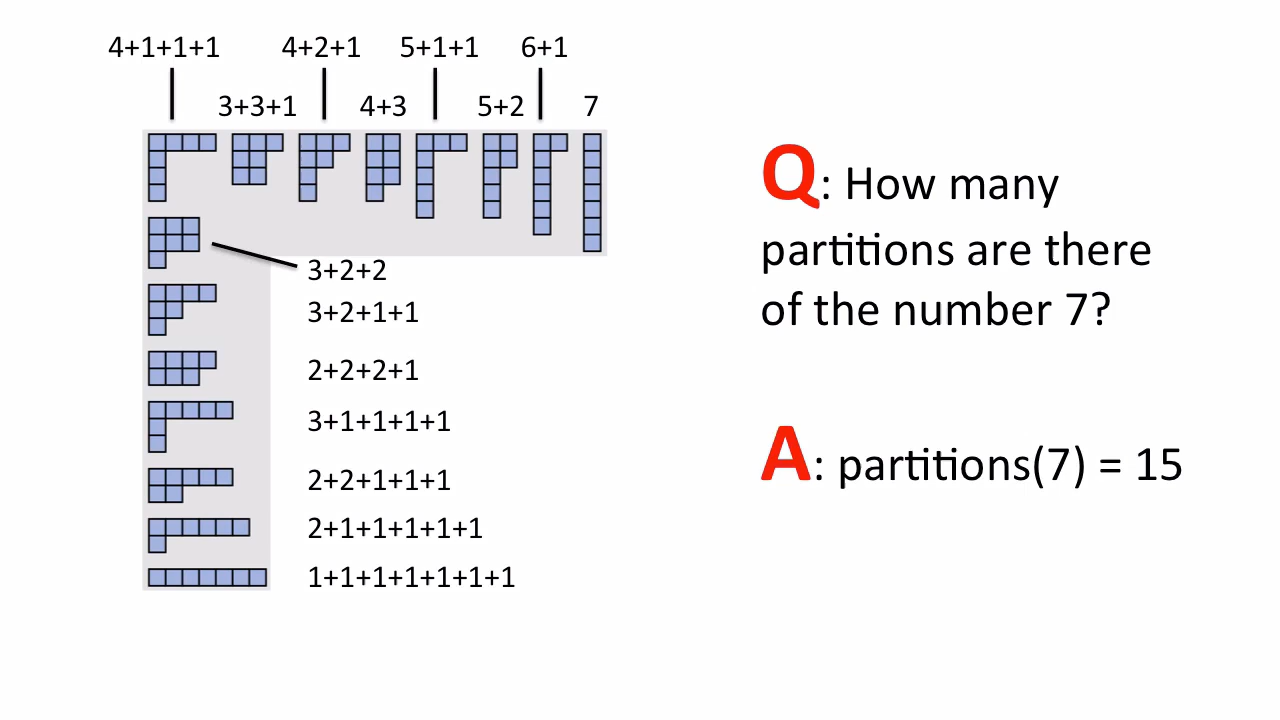 4+1+1+1 4+2+1 5+1+1 6+1
3+3+1 4+3 5+2 7
3+2+2
3+2+1+1
2+2+2+1
3+1+1+1+1
2+2+1+1+1
2+1+1+1+1+1
1+1+1+1+1+1+1
Q: How many
partitions are there
of the number 7?
A: partitions(7) = 15